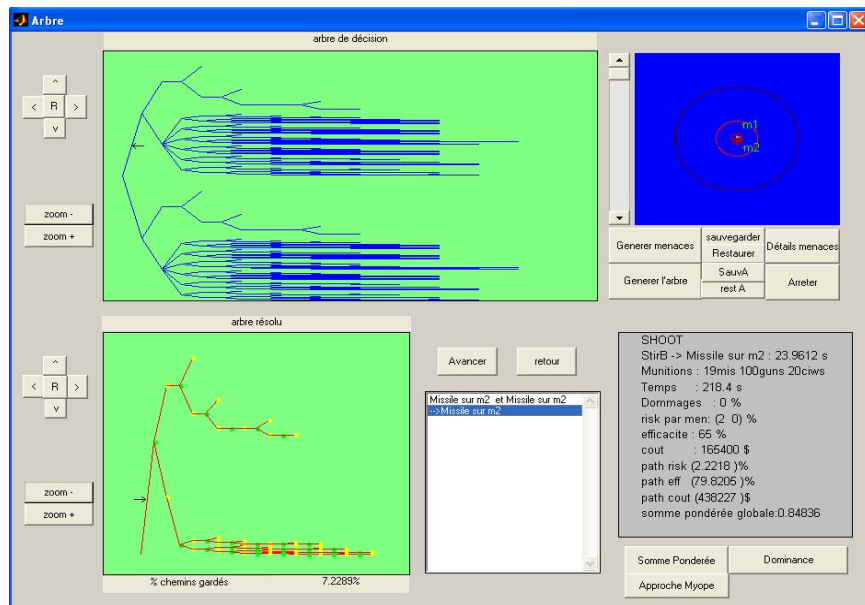 Arbre
arbre de décision
^
< R >
v
zoom -
zoom +
m1
m2
Generer menaces
sauvegarder
Restaurer
Détails menaces
Generer l'arbre
SauvA
rest A
Arreter
arbre résolu
^
< R >
v
zoom -
zoom +
% chemins gardés 7.2289%
Avancer
retour
Missile sur m2 et Missile sur m2
-->Missile sur m2
SHOOT
StirB -> Missile sur m2 : 23.9612 s
Munitions : 19mis 100guns 20ciws
Temps : 218.4 s
Dommages : 0 %
risk par men: (2 0) %
efficacite : 65 %
cout : 165400 $
path risk (2.2218 )%
path eff (79.8205)%
path cout (438227 )$
somme pondérée globale:0.84836
Somme Ponderée
Dominance
Approche Myope